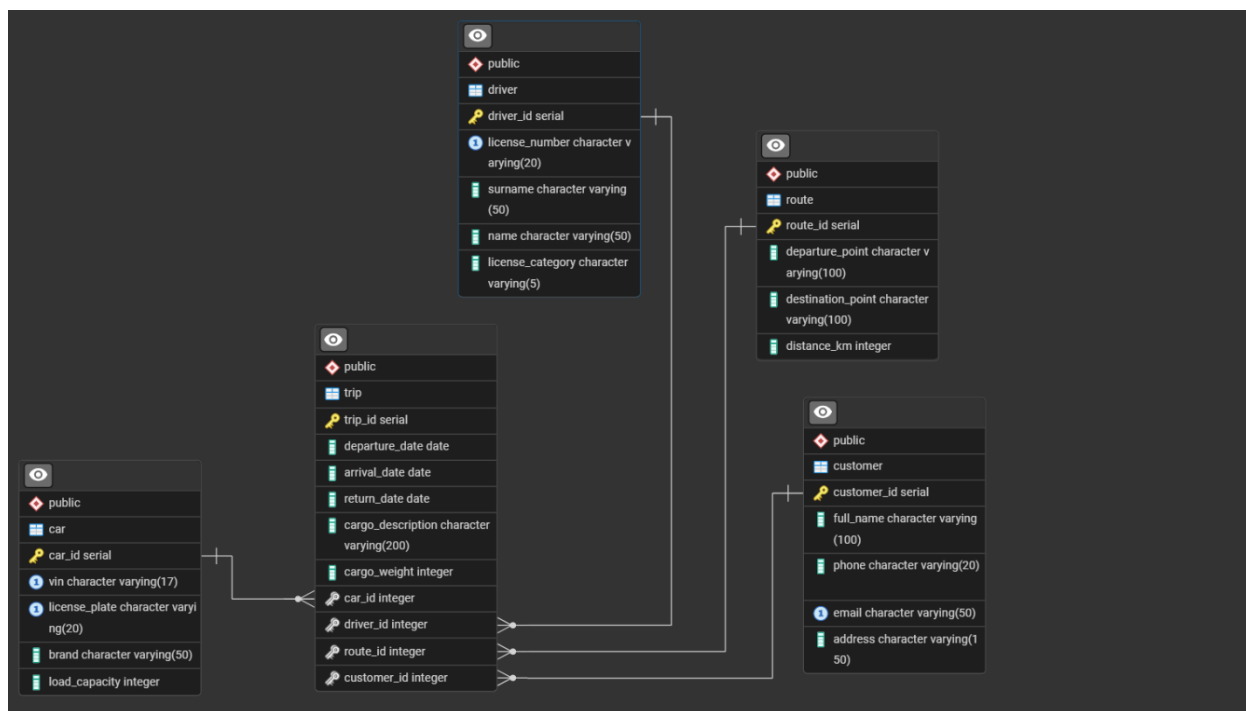 public
driver
driver_id serial
license_number character v
arying(20)
surname character varying
(50)
name character varying(50)
license_category character
varying(5)
public
route
route_id serial
departure_point character v
arying(100)
destination_point character
varying(100)
distance_km integer
public
trip
trip_id serial
departure_date date
arrival_date date
return_date date
cargo_description character
varying(200)
cargo_weight integer
car_id integer
driver_id integer
route_id integer
customer_id integer
public
customer
customer_id serial
full_name character varying
(100)
phone character varying(20)
email character varying(50)
address character varying(1
50)
public
car
car_id serial
1 vin character varying(17)
1 license_plate character varyi
ng(20)
brand character varying(50)
load_capacity integer